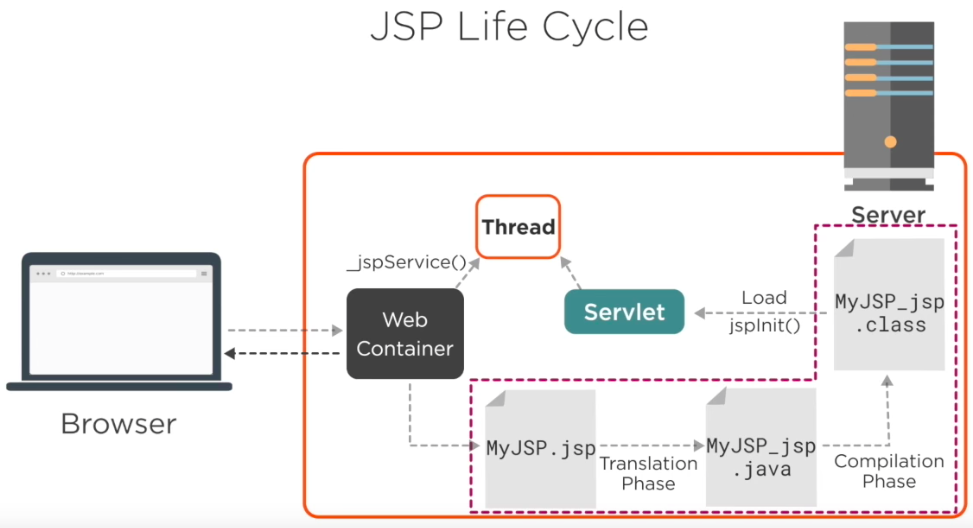 JSP Life Cycle
Server
Thread
_jspService()
Web
Container
Servlet
Load
jspInit()
MyJSP_jsp
.class
Browser
MyJSP.jsp
Translation
Phase
MyJSP_jsp
.java
Compilation
Phase